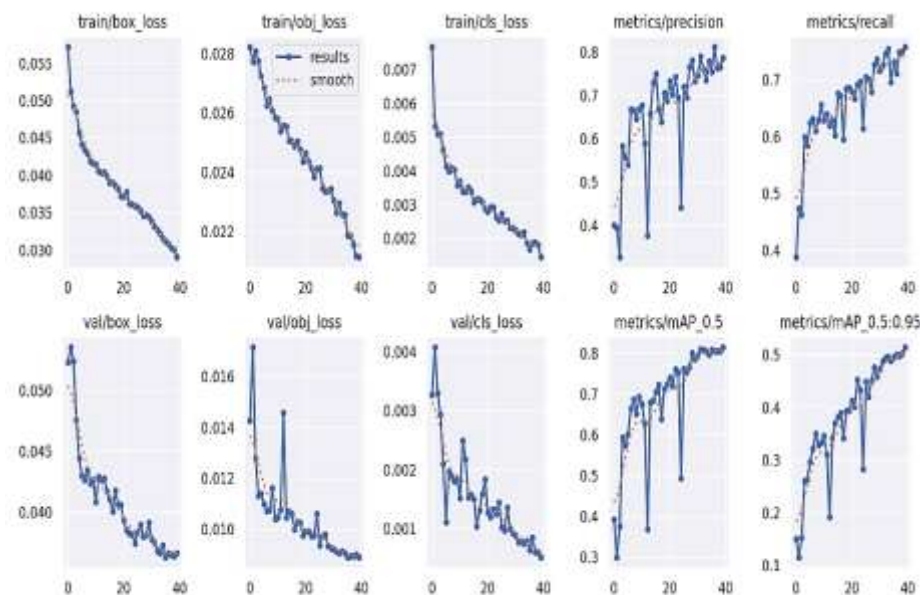 train/box_loss
train/obj_loss
train/cls_loss
metrics/precision
metrics/recall
0.055
0.050
0.045
0.040
0.035
0.030
0 20 40
0.028
0.026
0.024
0.022
results
smooth
0 20 40
0.007
0.006
0.005
0.004
0.003
0.002
0 20 40
0.8
0.7
0.6
0.5
0.4
0 20 40
0.7
0.6
0.5
0.4
0 20 40
val/box_loss
val/obj_loss
val/cls_loss
metrics/mAP_0.5
metrics/mAP_0.5:0.95
0.050
0.045
0.040
0 20 40
0.016
0.014
0.012
0.010
0 20 40
0.004
0.003
0.002
0.001
0 20 40
0.8
0.7
0.6
0.5
0.4
0.3
0 20 40
0.5
0.4
0.3
0.2
0.1
0 20 40